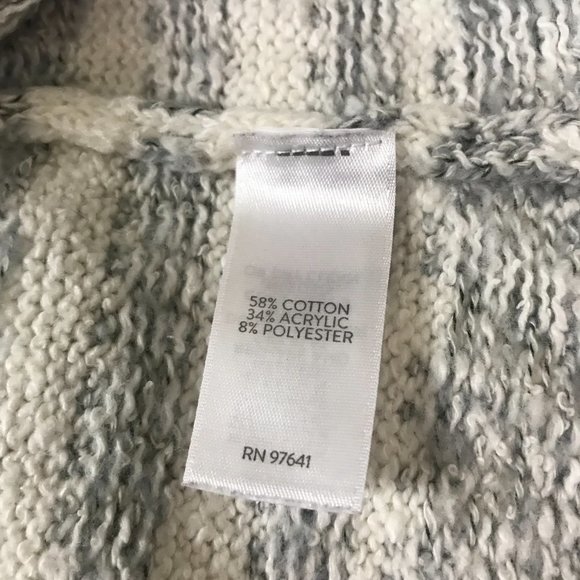 58% COTTON
34% ACRYLIC
8% POLYESTER
RN 97641